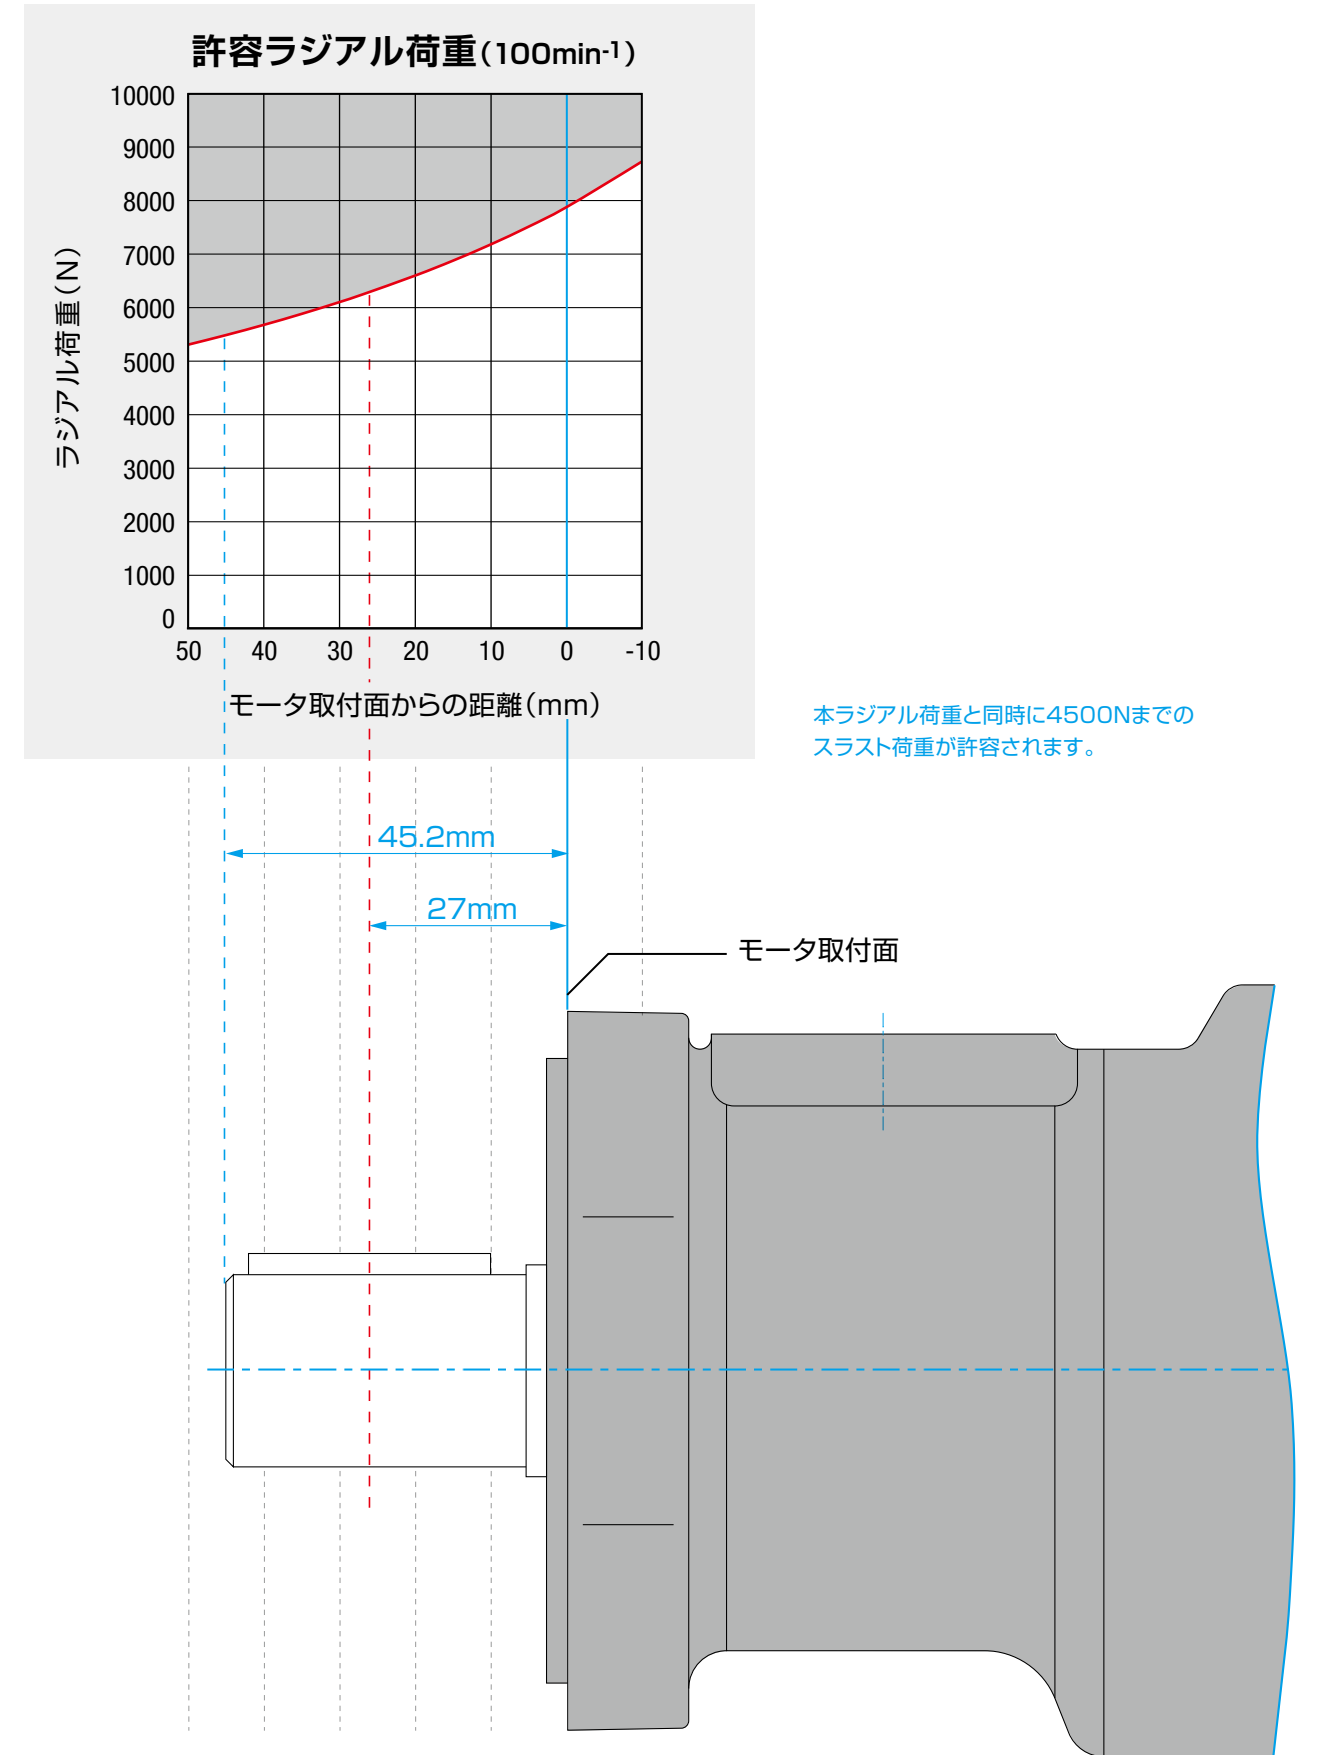 許容ラジアル荷重(100min-1)
ラジアル荷重(N)
10000
9000
8000
7000
6000
5000
4000
3000
2000
1000
0
50 40 30 20 10 0 -10
モータ取付面からの距離(mm)
本ラジアル荷重と同時に4500Nまでの
スラスト荷重が許容されます。
45.2mm
27mm
モータ取付面